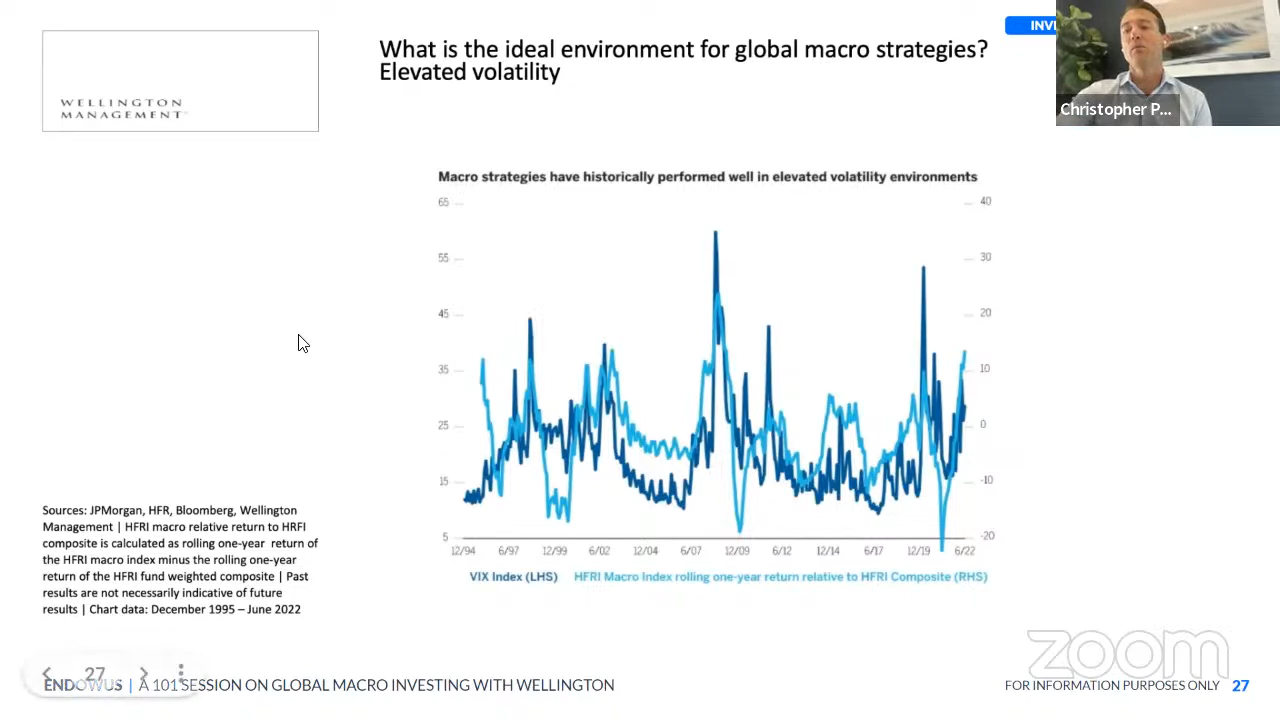 What is the ideal environment for global macro strategies?
Elevated volatility
INVE
Christopher P...
WELLINGTON
MANAGEMENT
Macro strategies have historically performed well in elevated volatility environments
65
40
55
30
45
20
35
10
25
0
15
-10
5
-20
12/94 6/97 12/99 6/02 12/04 6/07 12/09 6/12 12/14 6/17 12/19 6/22
VIX Index (LHS) HFRI Macro Index rolling one-year return relative to HFRI Composite (RHS)
Sources: JPMorgan, HFR, Bloomberg, Wellington
Management | HFRI macro relative return to HRFI
composite is calculated as rolling one-year return of
the HFRI macro index minus the rolling one-year
return of the HFRI fund weighted composite | Past
results are not necessarily indicative of future
results | Chart data: December 1995 – June 2022
zoom
27
ENDOWUS | A 101 SESSION ON GLOBAL MACRO INVESTING WITH WELLINGTON
FOR INFORMATION PURPOSES ONLY 27